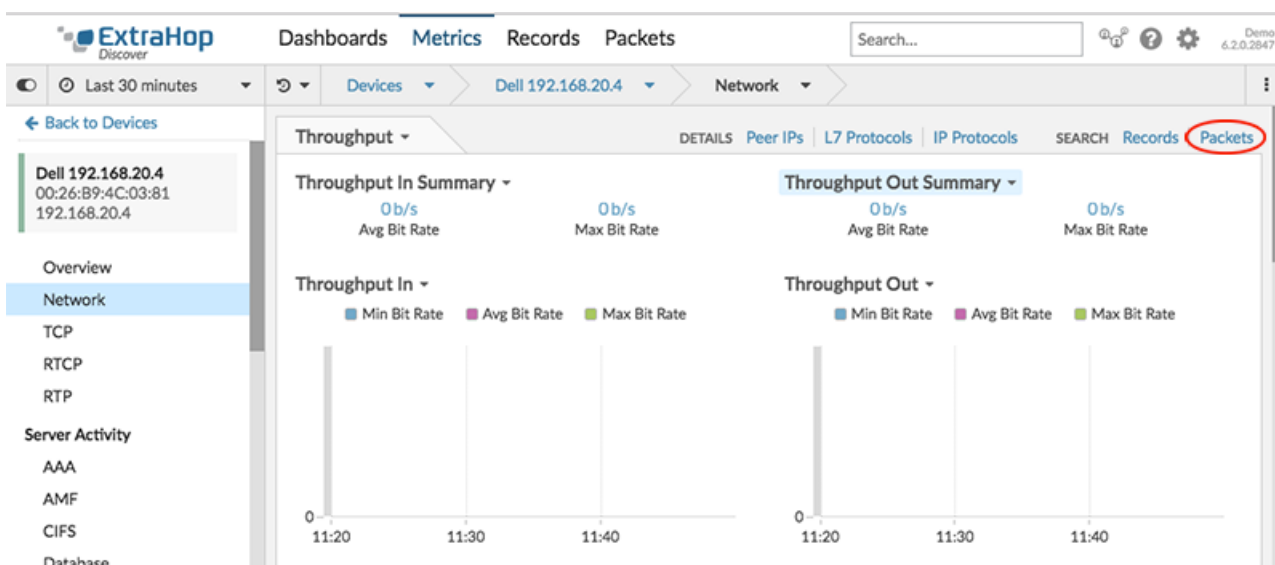 ExtraHop
Discover
Dashboards Metrics Records Packets
Search...
Demo
6.2.0.2847
Last 30 minutes
Devices
Dell 192.168.20.4
Network
Back to Devices
Dell 192.168.20.4
00:26:B9:4C:03:81
192.168.20.4
Overview
Network
TCP
RTCP
RTP
Server Activity
AAA
AMF
CIFS
Database
Throughput
DETAILS Peer IPs L7 Protocols IP Protocols SEARCH Records Packets
Throughput In Summary
0 b/s 0 b/s
Avg Bit Rate Max Bit Rate
Throughput Out Summary
0 b/s 0 b/s
Avg Bit Rate Max Bit Rate
Throughput In
Min Bit Rate Avg Bit Rate Max Bit Rate
0
11:20 11:30 11:40
Throughput Out
Min Bit Rate Avg Bit Rate Max Bit Rate
0
11:20 11:30 11:40